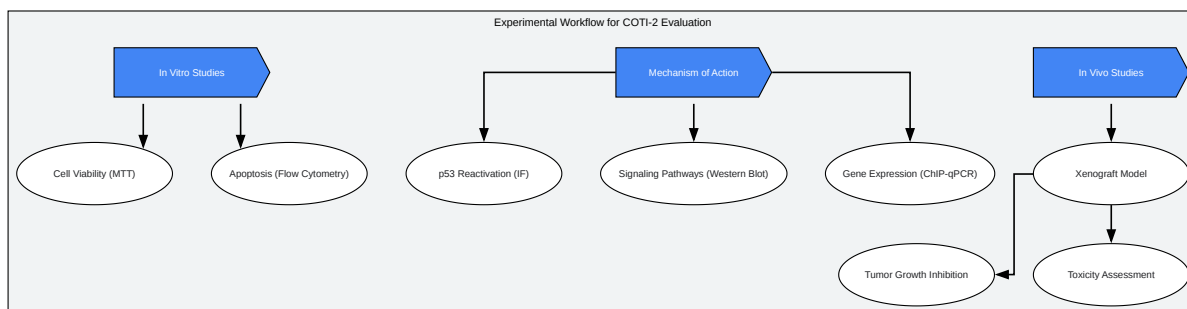 Experimental Workflow for COTI-2 Evaluation
In Vitro Studies
Mechanism of Action
In Vivo Studies
Cell Viability (MTT)
Apoptosis (Flow Cytometry)
p53 Reactivation (IF)
Signaling Pathways (Western Blot)
Gene Expression (ChIP-qPCR)
Xenograft Model
Tumor Growth Inhibition
Toxicity Assessment